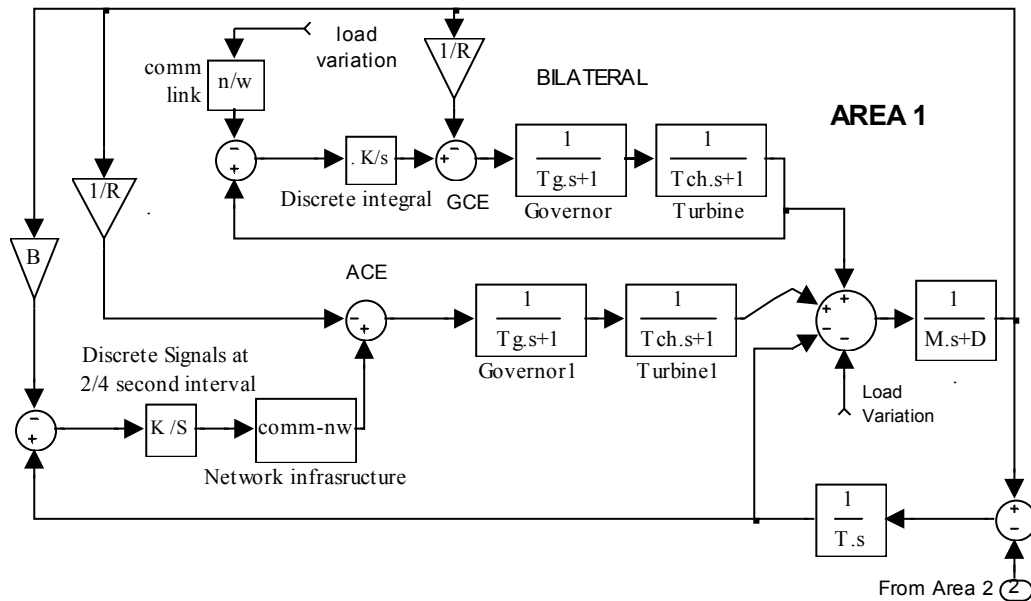 load
variation
1/R
comm
link
n/w
BILATERAL
AREA 1
-
+
. K/s
+
-
1
Tg.s+1
1
Tch.s+1
Discrete integral
GCE
Governor
Turbine
1/R
B
ACE
-
+
1
Tg.s+1
1
Tch.s+1
Governor1
Turbine1
+
+
-
-
1
M.s+D
Load
Variation
Discrete Signals at
2/4 second interval
-
+
K /S
comm-nw
Network infrasructure
1
T.s
+
-
From Area 2
2